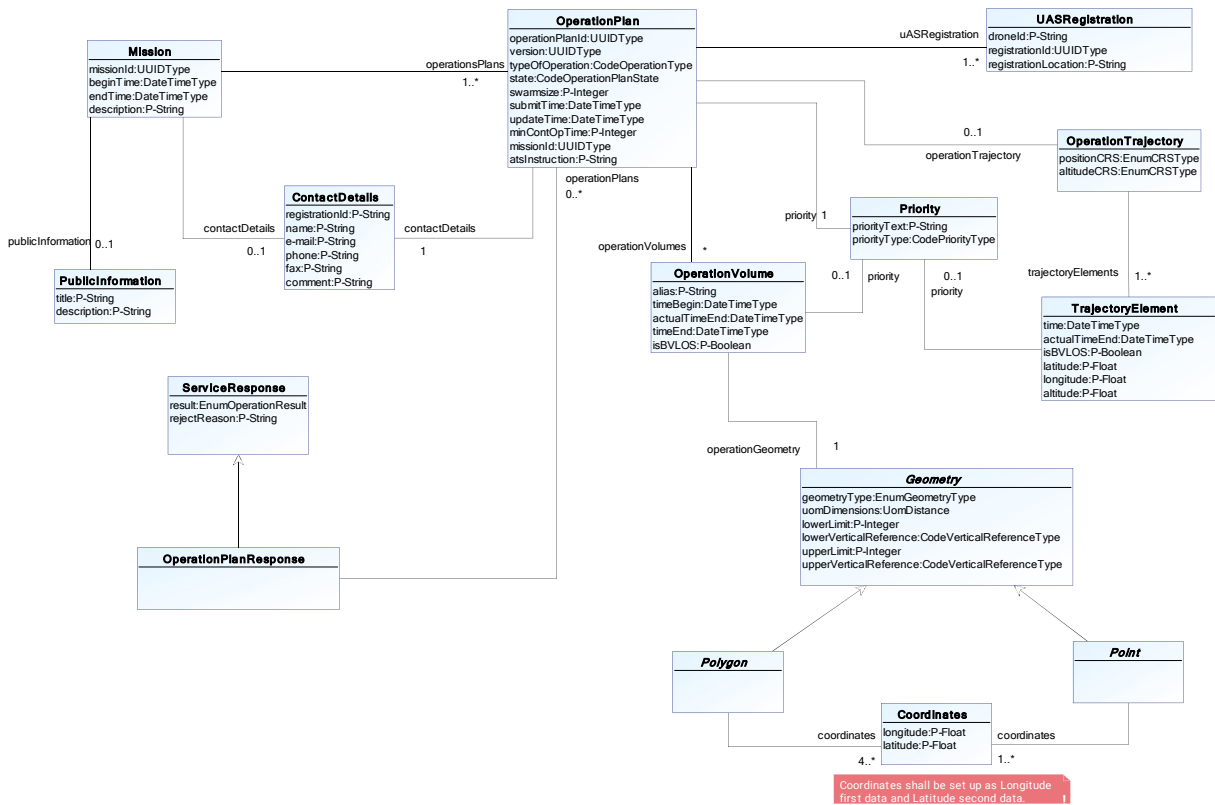 OperationPlan
operationPlanId:UUIDType
version:UUIDType
typeOfOperation:CodeOperationType
state:CodeOperationPlanState
swarmsize:P-Integer
submitTime:DateTimeType
updateTime:DateTimeType
minContOpTime:P-Integer
missionId:UUIDType
atsInstruction:P-String
UASRegistration
droneId:P-String
registrationId:UUIDType
registrationLocation:P-String
uASRegistration
1..*
Mission
missionId:UUIDType
beginTime:DateTimeType
endTime:DateTimeType
description:P-String
operationsPlans
1..*
0..1
operationTrajectory
OperationTrajectory
positionCRS:EnumCRSType
altitudeCRS:EnumCRSType
operationPlans
0..*
ContactDetails
registrationId:P-String
name:P-String
e-mail:P-String
phone:P-String
fax:P-String
comment:P-String
contactDetails
0..1
contactDetails
1
publicInformation
0..1
PublicInformation
title:P-String
description:P-String
priority 1
Priority
priorityText:P-String
priorityType:CodePriorityType
operationVolumes
*
OperationVolume
alias:P-String
timeBegin:DateTimeType
actualTimeEnd:DateTimeType
timeEnd:DateTimeType
isBVLOS:P-Boolean
0..1
priority
0..1
priority
trajectoryElements
1..*
TrajectoryElement
time:DateTimeType
actualTimeEnd:DateTimeType
isBVLOS:P-Boolean
latitude:P-Float
longitude:P-Float
altitude:P-Float
ServiceResponse
result:EnumOperationResult
rejectReason:P-String
operationGeometry
1
Geometry
geometryType:EnumGeometryType
uomDimensions:UomDistance
lowerLimit:P-Integer
lowerVerticalReference:CodeVerticalReferenceType
upperLimit:P-Integer
upperVerticalReference:CodeVerticalReferenceType
OperationPlanResponse
Polygon
Point
coordinates
4..*
Coordinates
longitude:P-Float
latitude:P-Float
coordinates
1..*
Coordinates shall be set up as Longitude
first data and Latitude second data.
!